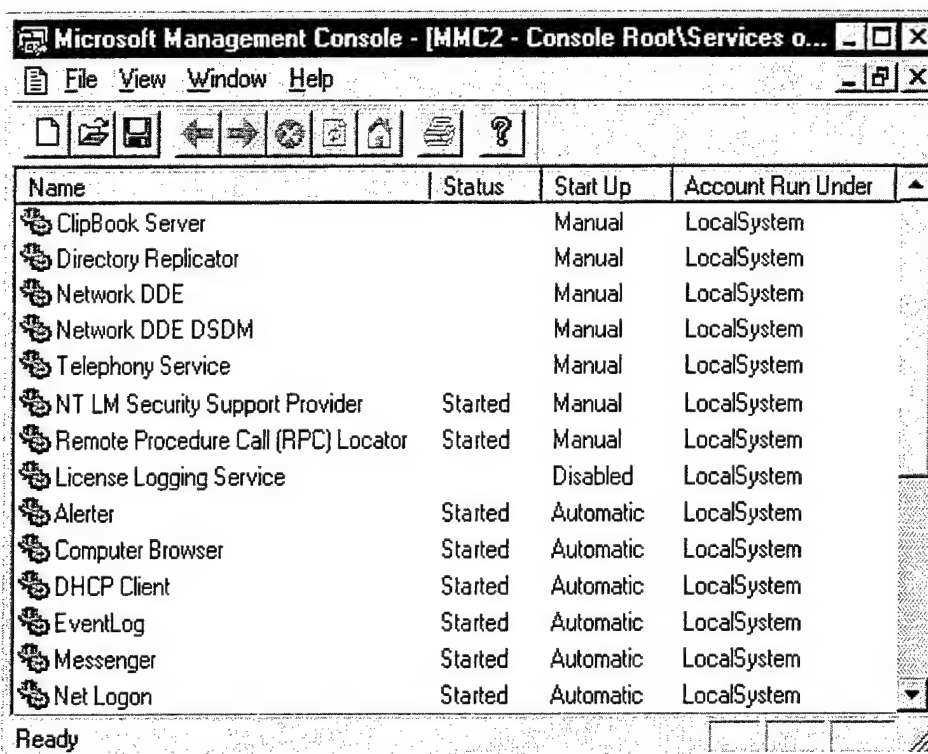 Microsoft Management Console - [MMC2 - Console Root\Services o...
File View Window Help
Name Status Start Up Account Run Under
ClipBook Server Manual LocalSystem
Directory Replicator Manual LocalSystem
Network DDE Manual LocalSystem
Network DDE DSDM Manual LocalSystem
Telephony Service Manual LocalSystem
NT LM Security Support Provider Started Manual LocalSystem
Remote Procedure Call (RPC) Locator Started Manual LocalSystem
License Logging Service Disabled LocalSystem
Alerter Started Automatic LocalSystem
Computer Browser Started Automatic LocalSystem
DHCP Client Started Automatic LocalSystem
EventLog Started Automatic LocalSystem
Messenger Started Automatic LocalSystem
Net Logon Started Automatic LocalSystem
Ready